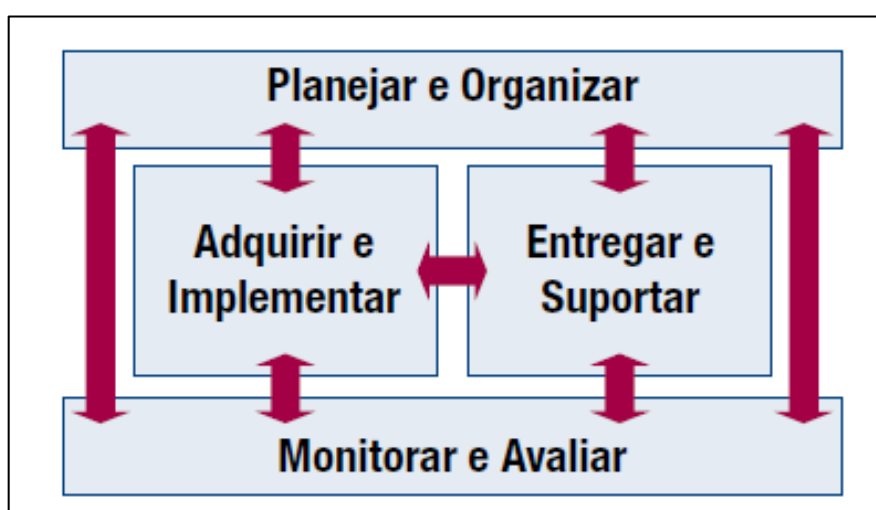 Planejar e Organizar
Adquirir e
Implementar
Entregar e
Suportar
Monitorar e Avaliar